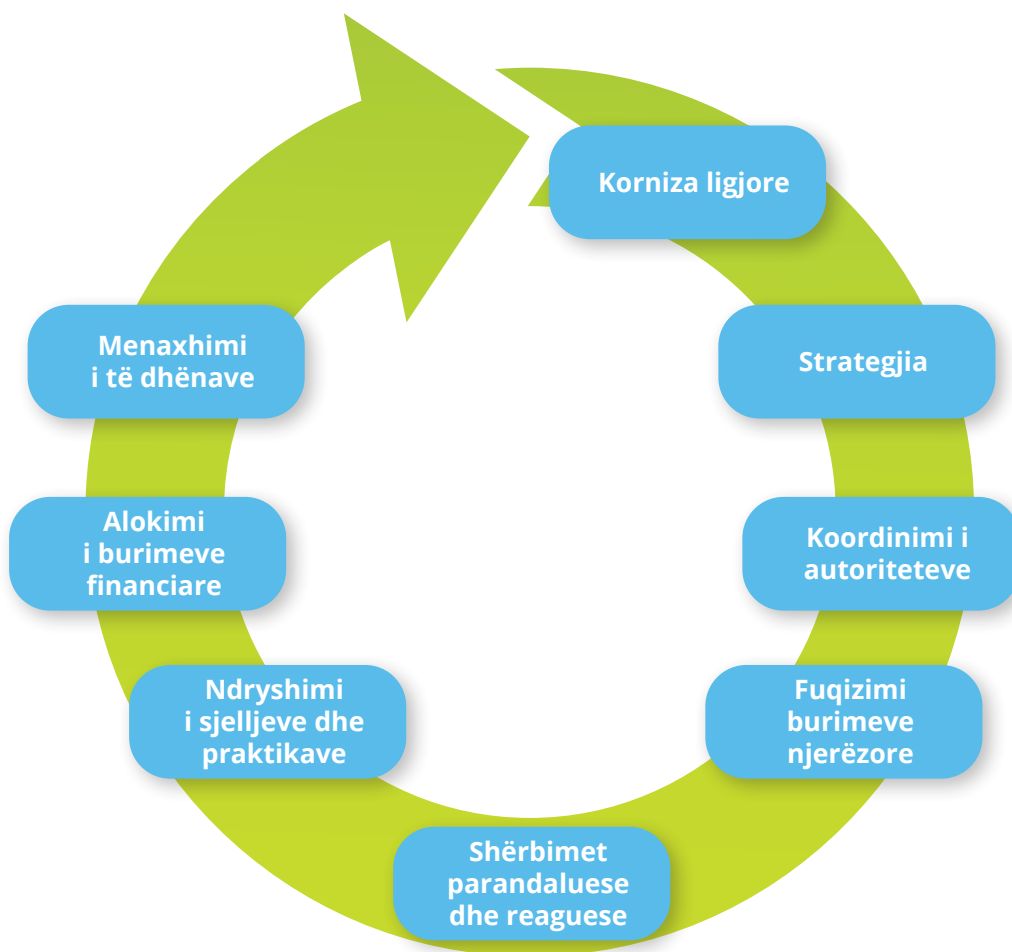 Korniza ligjore
Strategjia
Koordinimi i
autoriteteve
Fuqizimi
burimeve
njerëzore
Shërbimet
parandaluese
dhe reaguese
Ndryshimi
i sjelljeve dhe
praktikave
Alokimi
i burimeve
financiare
Menaxhimi
i të dhënave